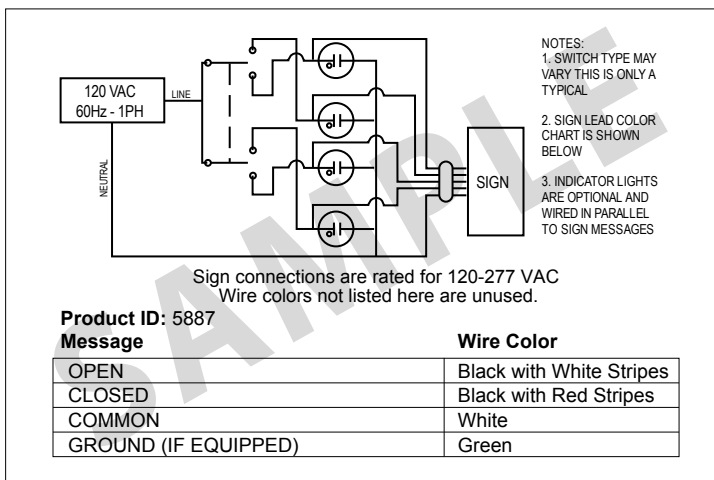 120 VAC
60Hz - 1PH
LINE
NEUTRAL
SIGN
NOTES:
1. SWITCH TYPE MAY
VARY THIS IS ONLY A
TYPICAL
2. SIGN LEAD COLOR
CHART IS SHOWN
BELOW
3. INDICATOR LIGHTS
ARE OPTIONAL AND
WIRED IN PARALLEL
TO SIGN MESSAGES
SAMPLE
Sign connections are rated for 120-277 VAC
Wire colors not listed here are unused.
Product ID: 5887
Message Wire Color
OPEN Black with White Stripes
CLOSED Black with Red Stripes
COMMON White
GROUND (IF EQUIPPED) Green